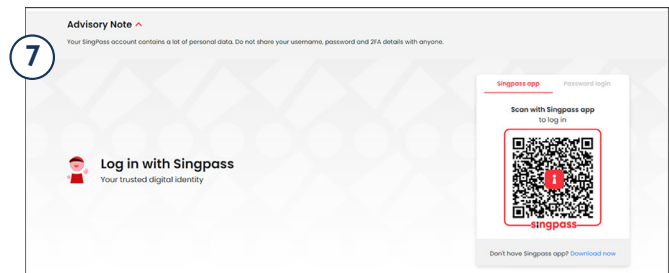 Advisory Note
Your SingPass account contains a lot of personal data. Do not share your username, password and 2FA details with anyone.
7
Singpass app Password login
Scan with Singpass app
to log in
Log in with Singpass
Your trusted digital identity
singpass
Don't have Singpass app? Download now